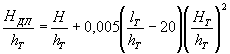 H_ДЛ/h_T = H/h_T + 0,005(l_T/h_T − 20)(H_T/h_T)²